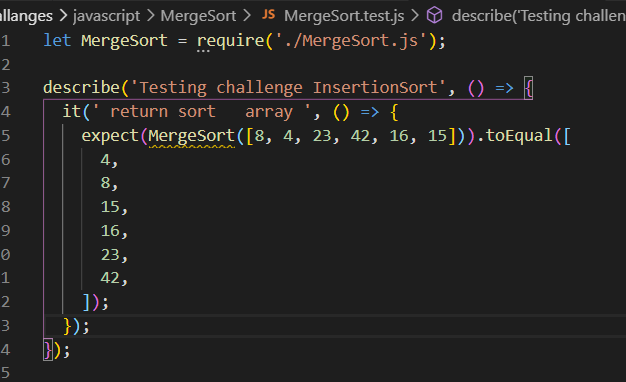 allanges > javascript > MergeSort > JS MergeSort.test.js > describe('Testing challen
1 let MergeSort = require('./MergeSort.js');
2
3 describe('Testing challenge InsertionSort', () => {
4 it(' return sort   array ', () => {
5 expect(MergeSort([8, 4, 23, 42, 16, 15])).toEqual([
6 4,
7 8,
8 15,
9 16,
0 23,
1 42,
2 ]);
3 });
4 });
5